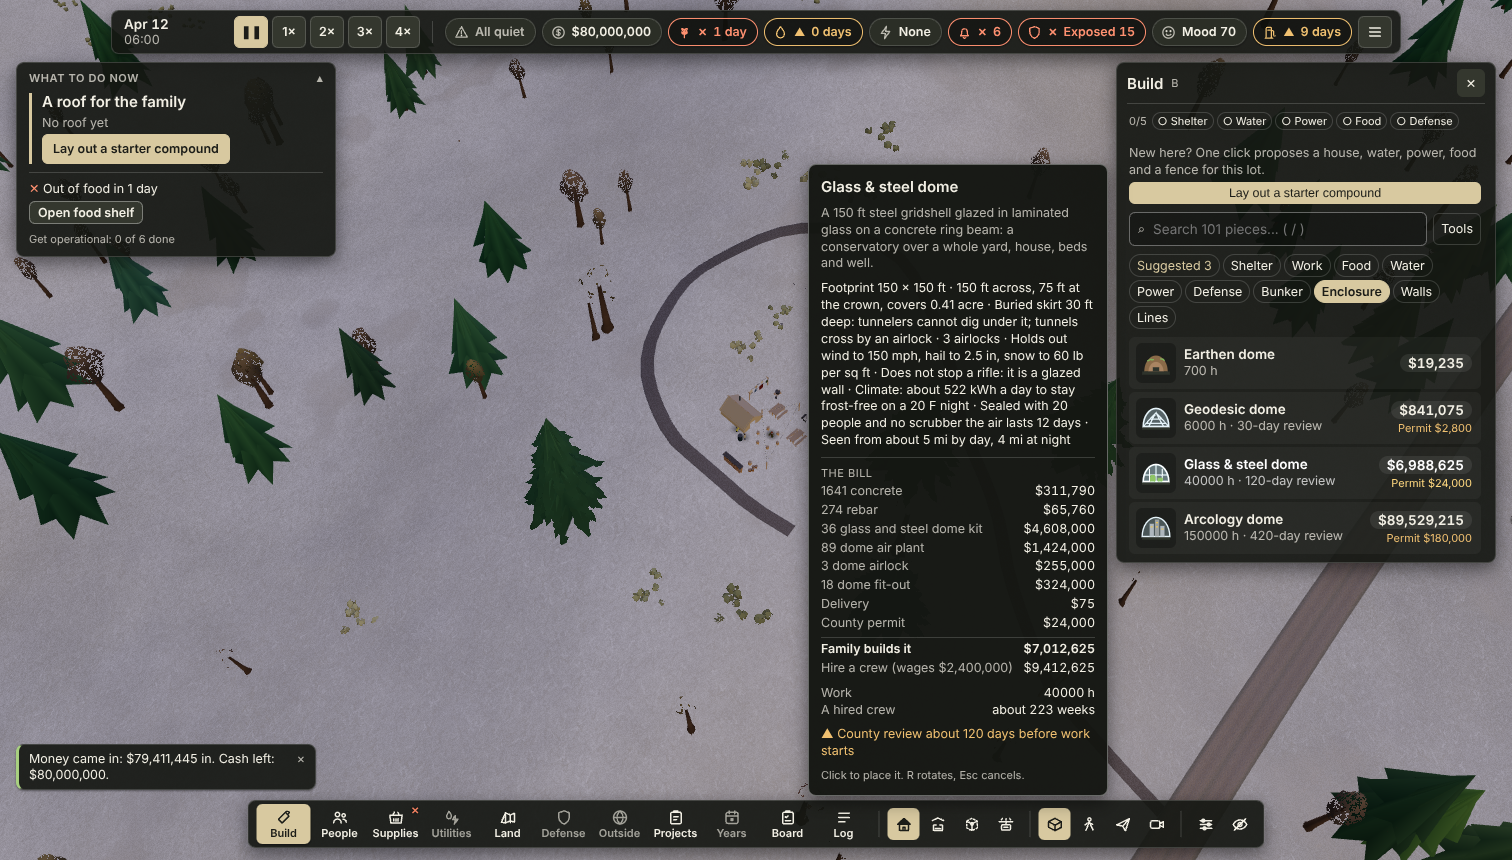 Apr 12
06:00
1×
2×
3×
4×
All quiet
$80,000,000
× 1 day
▲ 0 days
None
× 6
× Exposed 15
Mood 70
▲ 9 days
WHAT TO DO NOW
A roof for the family
No roof yet
Lay out a starter compound
× Out of food in 1 day
Open food shelf
Get operational: 0 of 6 done
Glass & steel dome
A 150 ft steel gridshell glazed in laminated
glass on a concrete ring beam: a
conservatory over a whole yard, house, beds
and well.
Footprint 150 × 150 ft · 150 ft across, 75 ft at
the crown, covers 0.41 acre · Buried skirt 30 ft
deep: tunnelers cannot dig under it; tunnels
cross by an airlock · 3 airlocks · Holds out
wind to 150 mph, hail to 2.5 in, snow to 60 lb
per sq ft · Does not stop a rifle: it is a glazed
wall · Climate: about 522 kWh a day to stay
frost-free on a 20 F night · Sealed with 20
people and no scrubber the air lasts 12 days ·
Seen from about 5 mi by day, 4 mi at night
THE BILL
1641 concrete $311,790
274 rebar $65,760
36 glass and steel dome kit $4,608,000
89 dome air plant $1,424,000
3 dome airlock $255,000
18 dome fit-out $324,000
Delivery $75
County permit $24,000
Family builds it $7,012,625
Hire a crew (wages $2,400,000) $9,412,625
Work 40000 h
A hired crew about 223 weeks
▲ County review about 120 days before work
starts
Click to place it. R rotates, Esc cancels.
Build B
×
0/5
Shelter
Water
Power
Food
Defense
New here? One click proposes a house, water, power, food
and a fence for this lot.
Lay out a starter compound
Search 101 pieces... ( / )
Tools
Suggested 3
Shelter
Work
Food
Water
Power
Defense
Bunker
Enclosure
Walls
Lines
Earthen dome
700 h
$19,235
Geodesic dome
6000 h · 30-day review
$841,075
Permit $2,800
Glass & steel dome
40000 h · 120-day review
$6,988,625
Permit $24,000
Arcology dome
150000 h · 420-day review
$89,529,215
Permit $180,000
Money came in: $79,411,445 in. Cash left:
$80,000,000.
×
Build
People
Supplies
×
Utilities
Land
Defense
Outside
Projects
Years
Board
Log